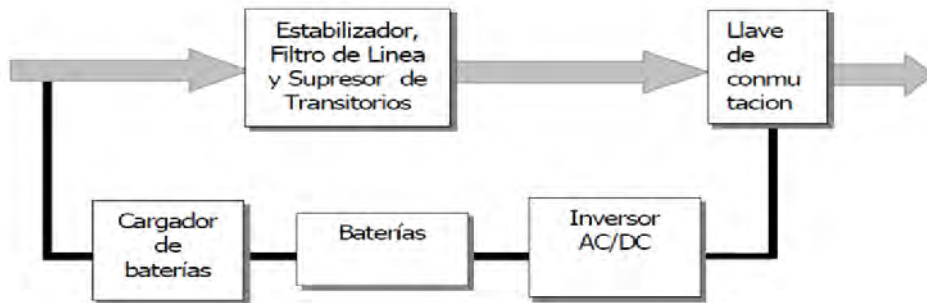 Estabilizador,
Filtro de Linea
y Supresor de
Transitorios
Llave
de
conmu
tacion
Cargador
de
baterías
Baterías
Inversor
AC/DC